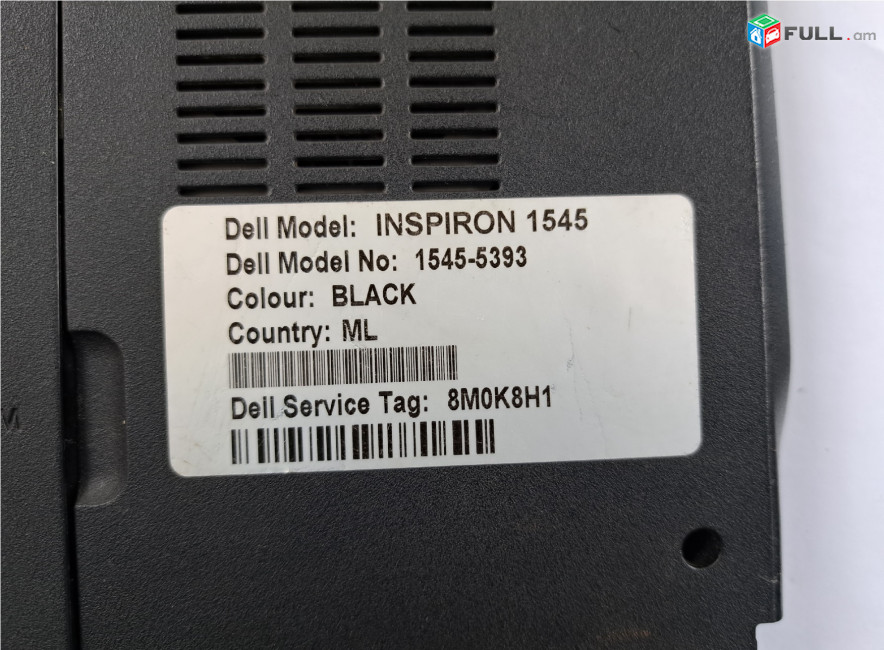 FULL.am
Dell Model: INSPIRON 1545
Dell Model No: 1545-5393
Colour: BLACK
Country: ML
Dell Service Tag: 8M0K8H1
M